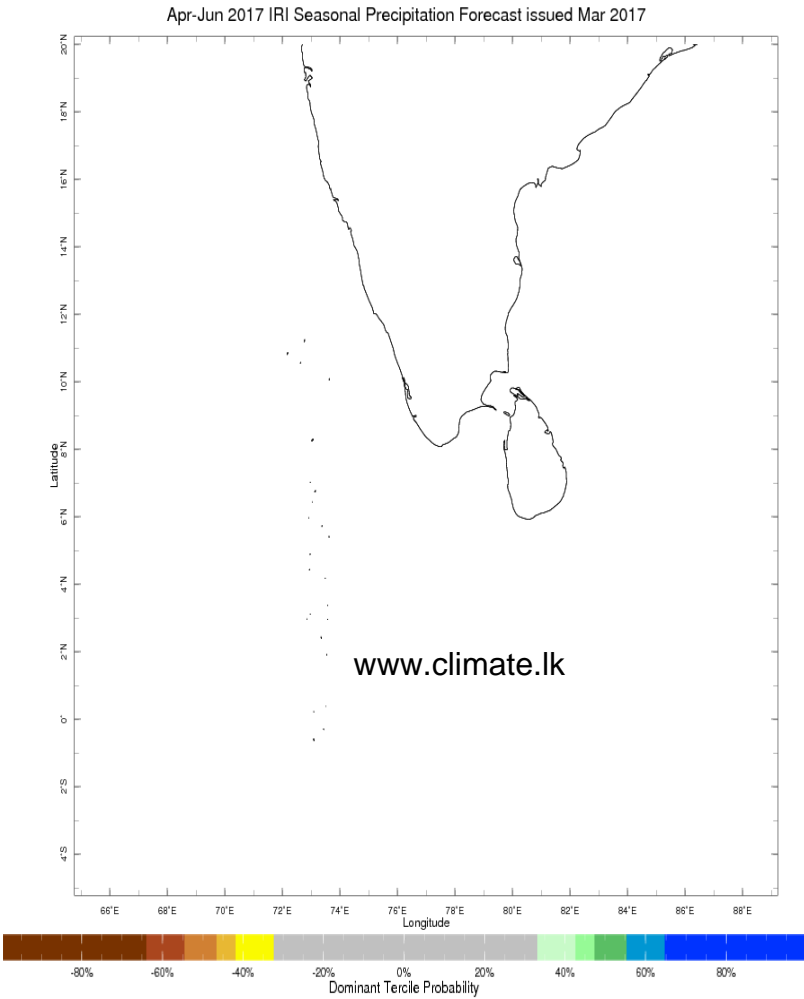 Apr-Jun 2017 IRI Seasonal Precipitation Forecast issued Mar 2017
20°N
18°N
16°N
14°N
12°N
10°N
8°N
6°N
4°N
2°N
0°
2°S
4°S
Latitude
www.climate.lk
66°E 68°E 70°E 72°E 74°E 76°E 78°E 80°E 82°E 84°E 86°E 88°E
Longitude
-80% -60% -40% -20% 0% 20% 40% 60% 80%
Dominant Tercile Probability